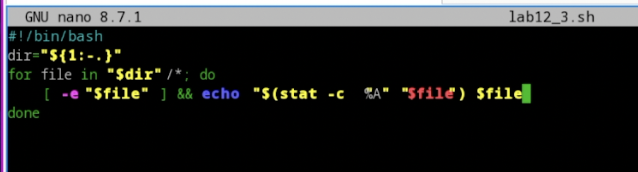 GNU nano 8.7.1 lab12_3.sh
#!/bin/bash
dir="${1:-.}"
for file in "$dir"/*; do
    [ -e "$file" ] && echo "$(stat -c "%A" "$file") $file
done